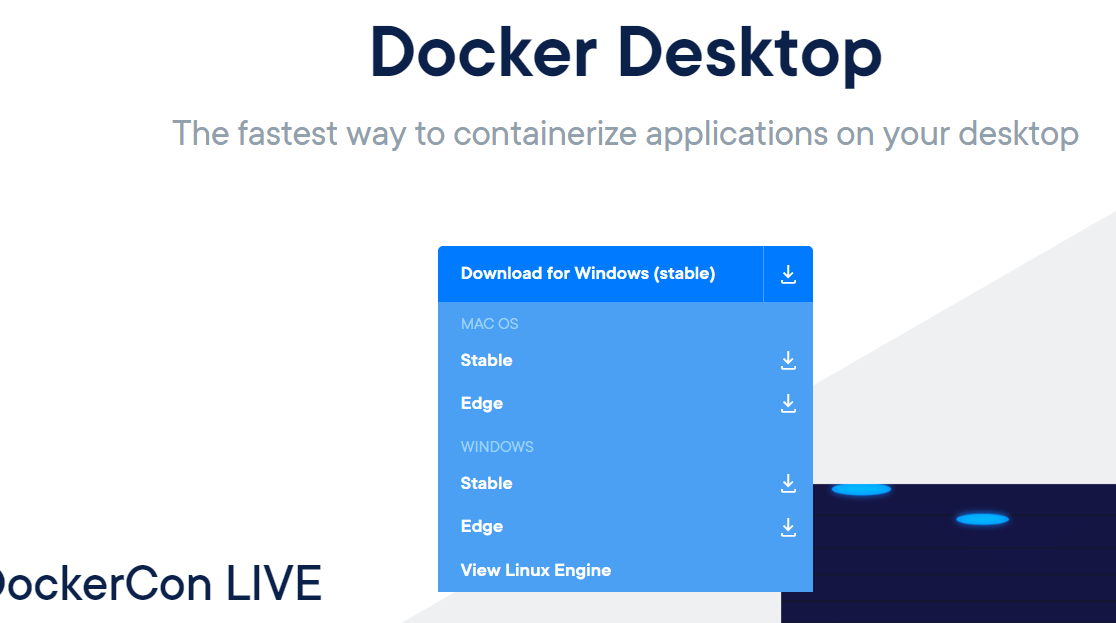 Docker Desktop
The fastest way to containerize applications on your desktop
Download for Windows (stable)
MAC OS
Stable
Edge
WINDOWS
Stable
Edge
View Linux Engine
DockerCon LIVE